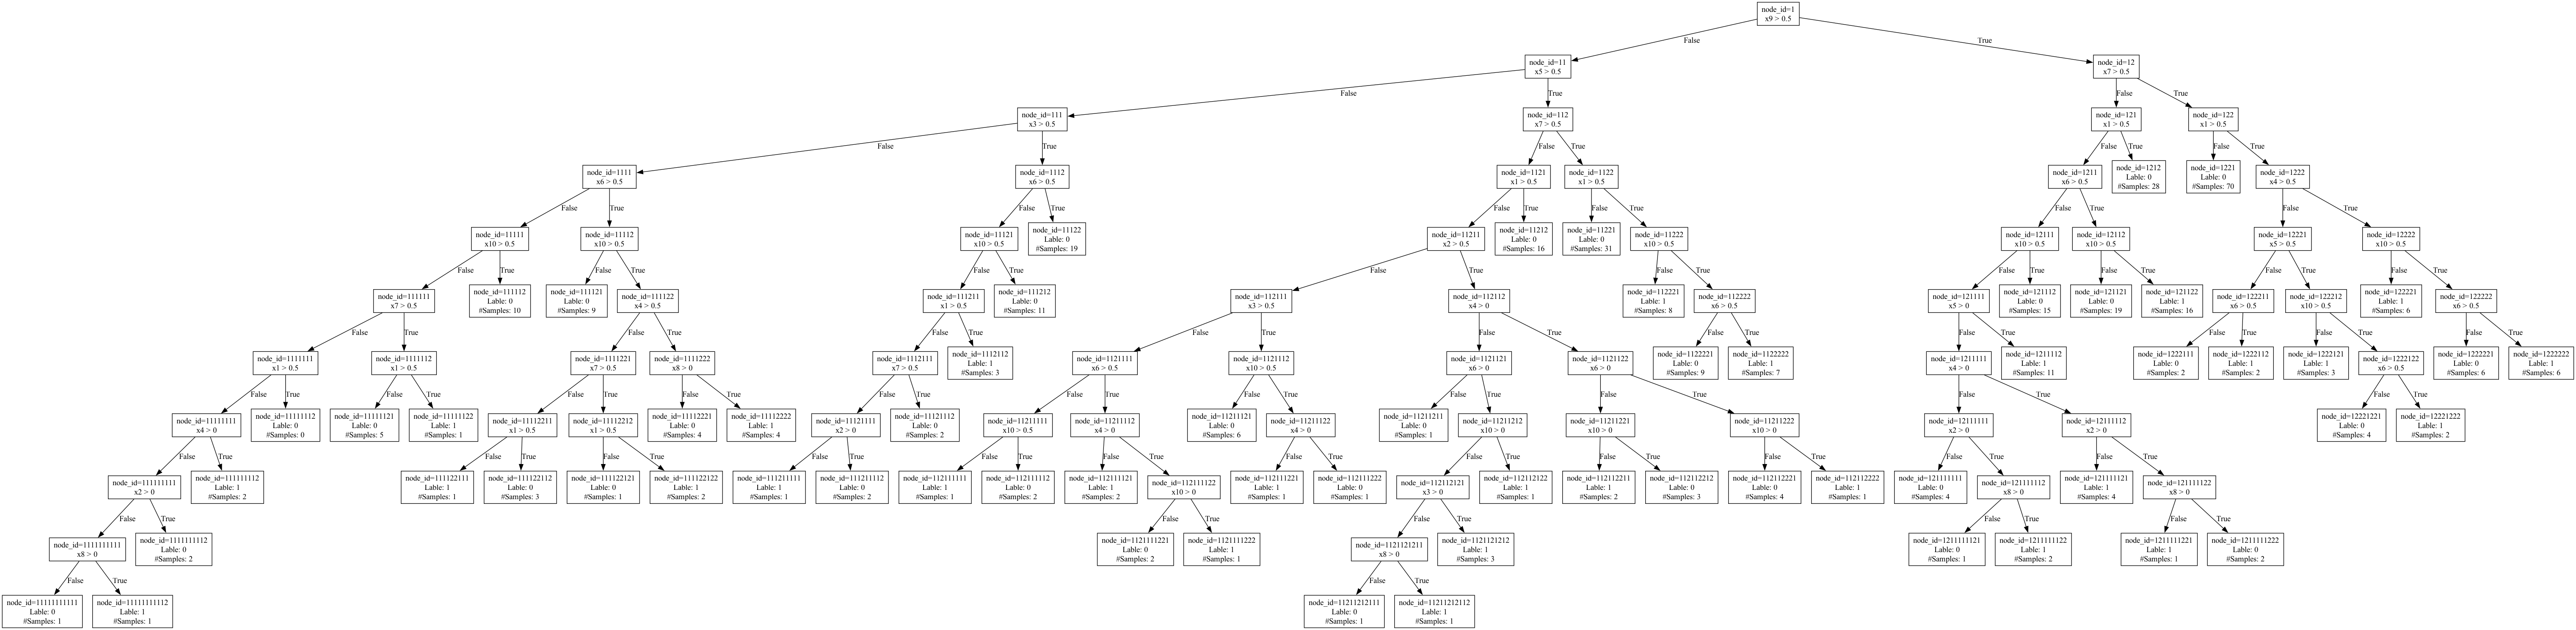 node_id=1
x9 > 0.5
False
True
node_id=11
x5 > 0.5
node_id=12
x7 > 0.5
False
True
False
True
node_id=111
x3 > 0.5
node_id=112
x7 > 0.5
node_id=121
x1 > 0.5
node_id=122
x1 > 0.5
False
True
False
True
False
True
False
True
node_id=1111
x6 > 0.5
node_id=1112
x6 > 0.5
node_id=1121
x1 > 0.5
node_id=1122
x1 > 0.5
node_id=1211
x6 > 0.5
node_id=1212
Lable: 0
#Samples: 28
node_id=1221
Lable: 0
#Samples: 70
node_id=1222
x4 > 0.5
False
True
False
True
False
True
False
True
False
True
False
True
node_id=11111
x10 > 0.5
node_id=11112
x10 > 0.5
node_id=11121
x10 > 0.5
node_id=11122
Lable: 0
#Samples: 19
node_id=11211
x2 > 0.5
node_id=11212
Lable: 0
#Samples: 16
node_id=11221
Lable: 0
#Samples: 31
node_id=11222
x10 > 0.5
node_id=12111
x10 > 0.5
node_id=12112
x10 > 0.5
node_id=12221
x5 > 0.5
node_id=12222
x10 > 0.5
False
True
False
True
False
True
False
True
False
True
False
True
False
True
False
True
False
True
node_id=111111
x7 > 0.5
node_id=111112
Lable: 0
#Samples: 10
node_id=111121
Lable: 0
#Samples: 9
node_id=111122
x4 > 0.5
node_id=111211
x1 > 0.5
node_id=111212
Lable: 0
#Samples: 11
node_id=112111
x3 > 0.5
node_id=112112
x4 > 0
node_id=112221
Lable: 1
#Samples: 8
node_id=112222
x6 > 0.5
node_id=121111
x5 > 0
node_id=121112
Lable: 0
#Samples: 15
node_id=121121
Lable: 0
#Samples: 19
node_id=121122
Lable: 1
#Samples: 16
node_id=122211
x6 > 0.5
node_id=122212
x10 > 0.5
node_id=122221
Lable: 1
#Samples: 6
node_id=122222
x6 > 0.5
False
True
False
True
False
True
False
True
False
True
False
True
False
True
False
True
False
True
False
True
node_id=1111111
x1 > 0.5
node_id=1111112
x1 > 0.5
node_id=1111221
x7 > 0.5
node_id=1111222
x8 > 0
node_id=1112111
x7 > 0.5
node_id=1112112
Lable: 1
#Samples: 3
node_id=1121111
x6 > 0.5
node_id=1121112
x10 > 0.5
node_id=1121121
x6 > 0
node_id=1121122
x6 > 0
node_id=1122221
Lable: 0
#Samples: 9
node_id=1122222
Lable: 1
#Samples: 7
node_id=1211111
x4 > 0
node_id=1211112
Lable: 1
#Samples: 11
node_id=1222111
Lable: 0
#Samples: 2
node_id=1222112
Lable: 1
#Samples: 2
node_id=1222121
Lable: 1
#Samples: 3
node_id=1222122
x6 > 0.5
node_id=1222221
Lable: 0
#Samples: 6
node_id=1222222
Lable: 1
#Samples: 6
False
True
False
True
False
True
False
True
False
True
False
True
False
True
False
True
False
True
False
True
False
True
node_id=11111111
x4 > 0
node_id=11111112
Lable: 0
#Samples: 0
node_id=11111121
Lable: 0
#Samples: 5
node_id=11111122
Lable: 1
#Samples: 1
node_id=11112211
x1 > 0.5
node_id=11112212
x1 > 0.5
node_id=11112221
Lable: 0
#Samples: 4
node_id=11112222
Lable: 1
#Samples: 4
node_id=11121111
x2 > 0
node_id=11121112
Lable: 0
#Samples: 2
node_id=11211111
x10 > 0.5
node_id=11211112
x4 > 0
node_id=11211121
Lable: 0
#Samples: 6
node_id=11211122
x4 > 0
node_id=11211211
Lable: 0
#Samples: 1
node_id=11211212
x10 > 0
node_id=11211221
x10 > 0
node_id=11211222
x10 > 0
node_id=12111111
x2 > 0
node_id=12111112
x2 > 0
node_id=12221221
Lable: 0
#Samples: 4
node_id=12221222
Lable: 1
#Samples: 2
False
True
False
True
False
True
False
True
False
True
False
True
False
True
False
True
False
True
False
True
False
True
False
True
node_id=111111111
x2 > 0
node_id=111111112
Lable: 1
#Samples: 2
node_id=111122111
Lable: 1
#Samples: 1
node_id=111122112
Lable: 0
#Samples: 3
node_id=111122121
Lable: 0
#Samples: 1
node_id=111122122
Lable: 1
#Samples: 2
node_id=111211111
Lable: 1
#Samples: 1
node_id=111211112
Lable: 0
#Samples: 2
node_id=112111111
Lable: 1
#Samples: 1
node_id=112111112
Lable: 0
#Samples: 2
node_id=112111121
Lable: 1
#Samples: 2
node_id=112111122
x10 > 0
node_id=112111221
Lable: 1
#Samples: 1
node_id=112111222
Lable: 0
#Samples: 1
node_id=112112121
x3 > 0
node_id=112112122
Lable: 1
#Samples: 1
node_id=112112211
Lable: 1
#Samples: 2
node_id=112112212
Lable: 0
#Samples: 3
node_id=112112221
Lable: 0
#Samples: 4
node_id=112112222
Lable: 1
#Samples: 1
node_id=121111111
Lable: 0
#Samples: 4
node_id=121111112
x8 > 0
node_id=121111121
Lable: 1
#Samples: 4
node_id=121111122
x8 > 0
False
True
False
True
False
True
False
True
False
True
node_id=1111111111
x8 > 0
node_id=1111111112
Lable: 0
#Samples: 2
node_id=1121111221
Lable: 0
#Samples: 2
node_id=1121111222
Lable: 1
#Samples: 1
node_id=1121121211
x8 > 0
node_id=1121121212
Lable: 1
#Samples: 3
node_id=1211111121
Lable: 0
#Samples: 1
node_id=1211111122
Lable: 1
#Samples: 2
node_id=1211111221
Lable: 1
#Samples: 1
node_id=1211111222
Lable: 0
#Samples: 2
False
True
False
True
node_id=11111111111
Lable: 0
#Samples: 1
node_id=11111111112
Lable: 1
#Samples: 1
node_id=11211212111
Lable: 0
#Samples: 1
node_id=11211212112
Lable: 1
#Samples: 1